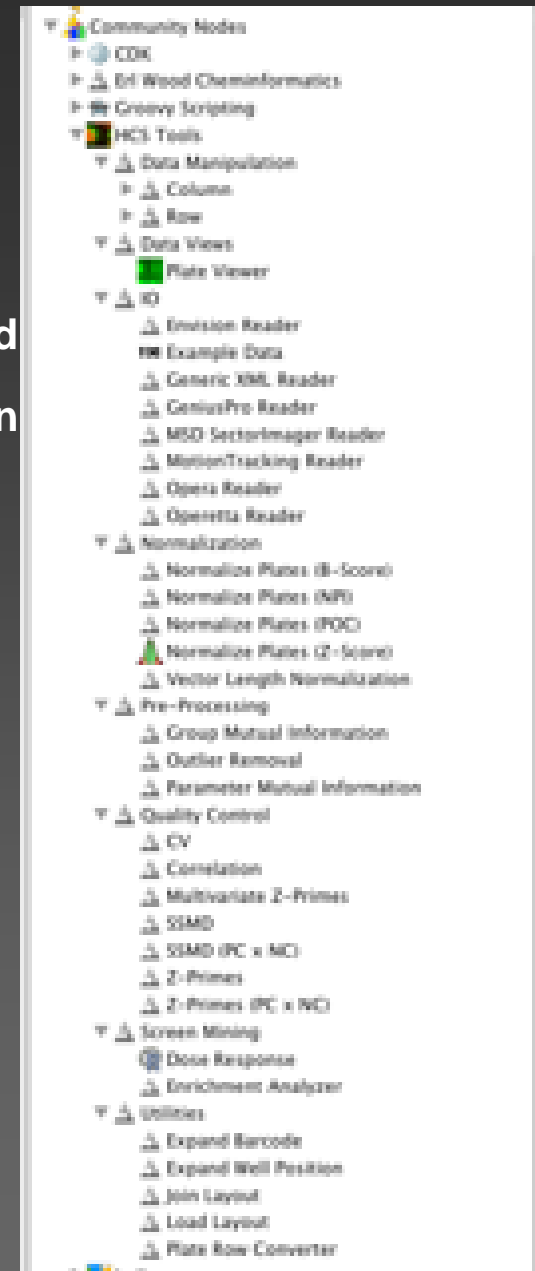 Community Nodes
CDK
Erl Wood Cheminformatics
Groovy Scripting
HCS Tools
Data Manipulation
Column
Row
Data Views
Plate Viewer
IO
d
Envision Reader
Example Data
Generic XML Reader
n
GeniusPro Reader
MSD SectorImager Reader
MotionTracking Reader
Opera Reader
Operetta Reader
Normalization
Normalize Plates (B-Score)
Normalize Plates (NPI)
Normalize Plates (POC)
Normalize Plates (Z-Score)
Vector Length Normalization
Pre-Processing
Group Mutual Information
Outlier Removal
Parameter Mutual Information
Quality Control
CV
Correlation
Multivariate Z-Primes
SSMD
SSMD (PC x NC)
Z-Primes
Z-Primes (PC x NC)
Screen Mining
Dose Response
Enrichment Analyzer
Utilities
Expand Barcode
Expand Well Position
Join Layout
Load Layout
Plate Row Converter